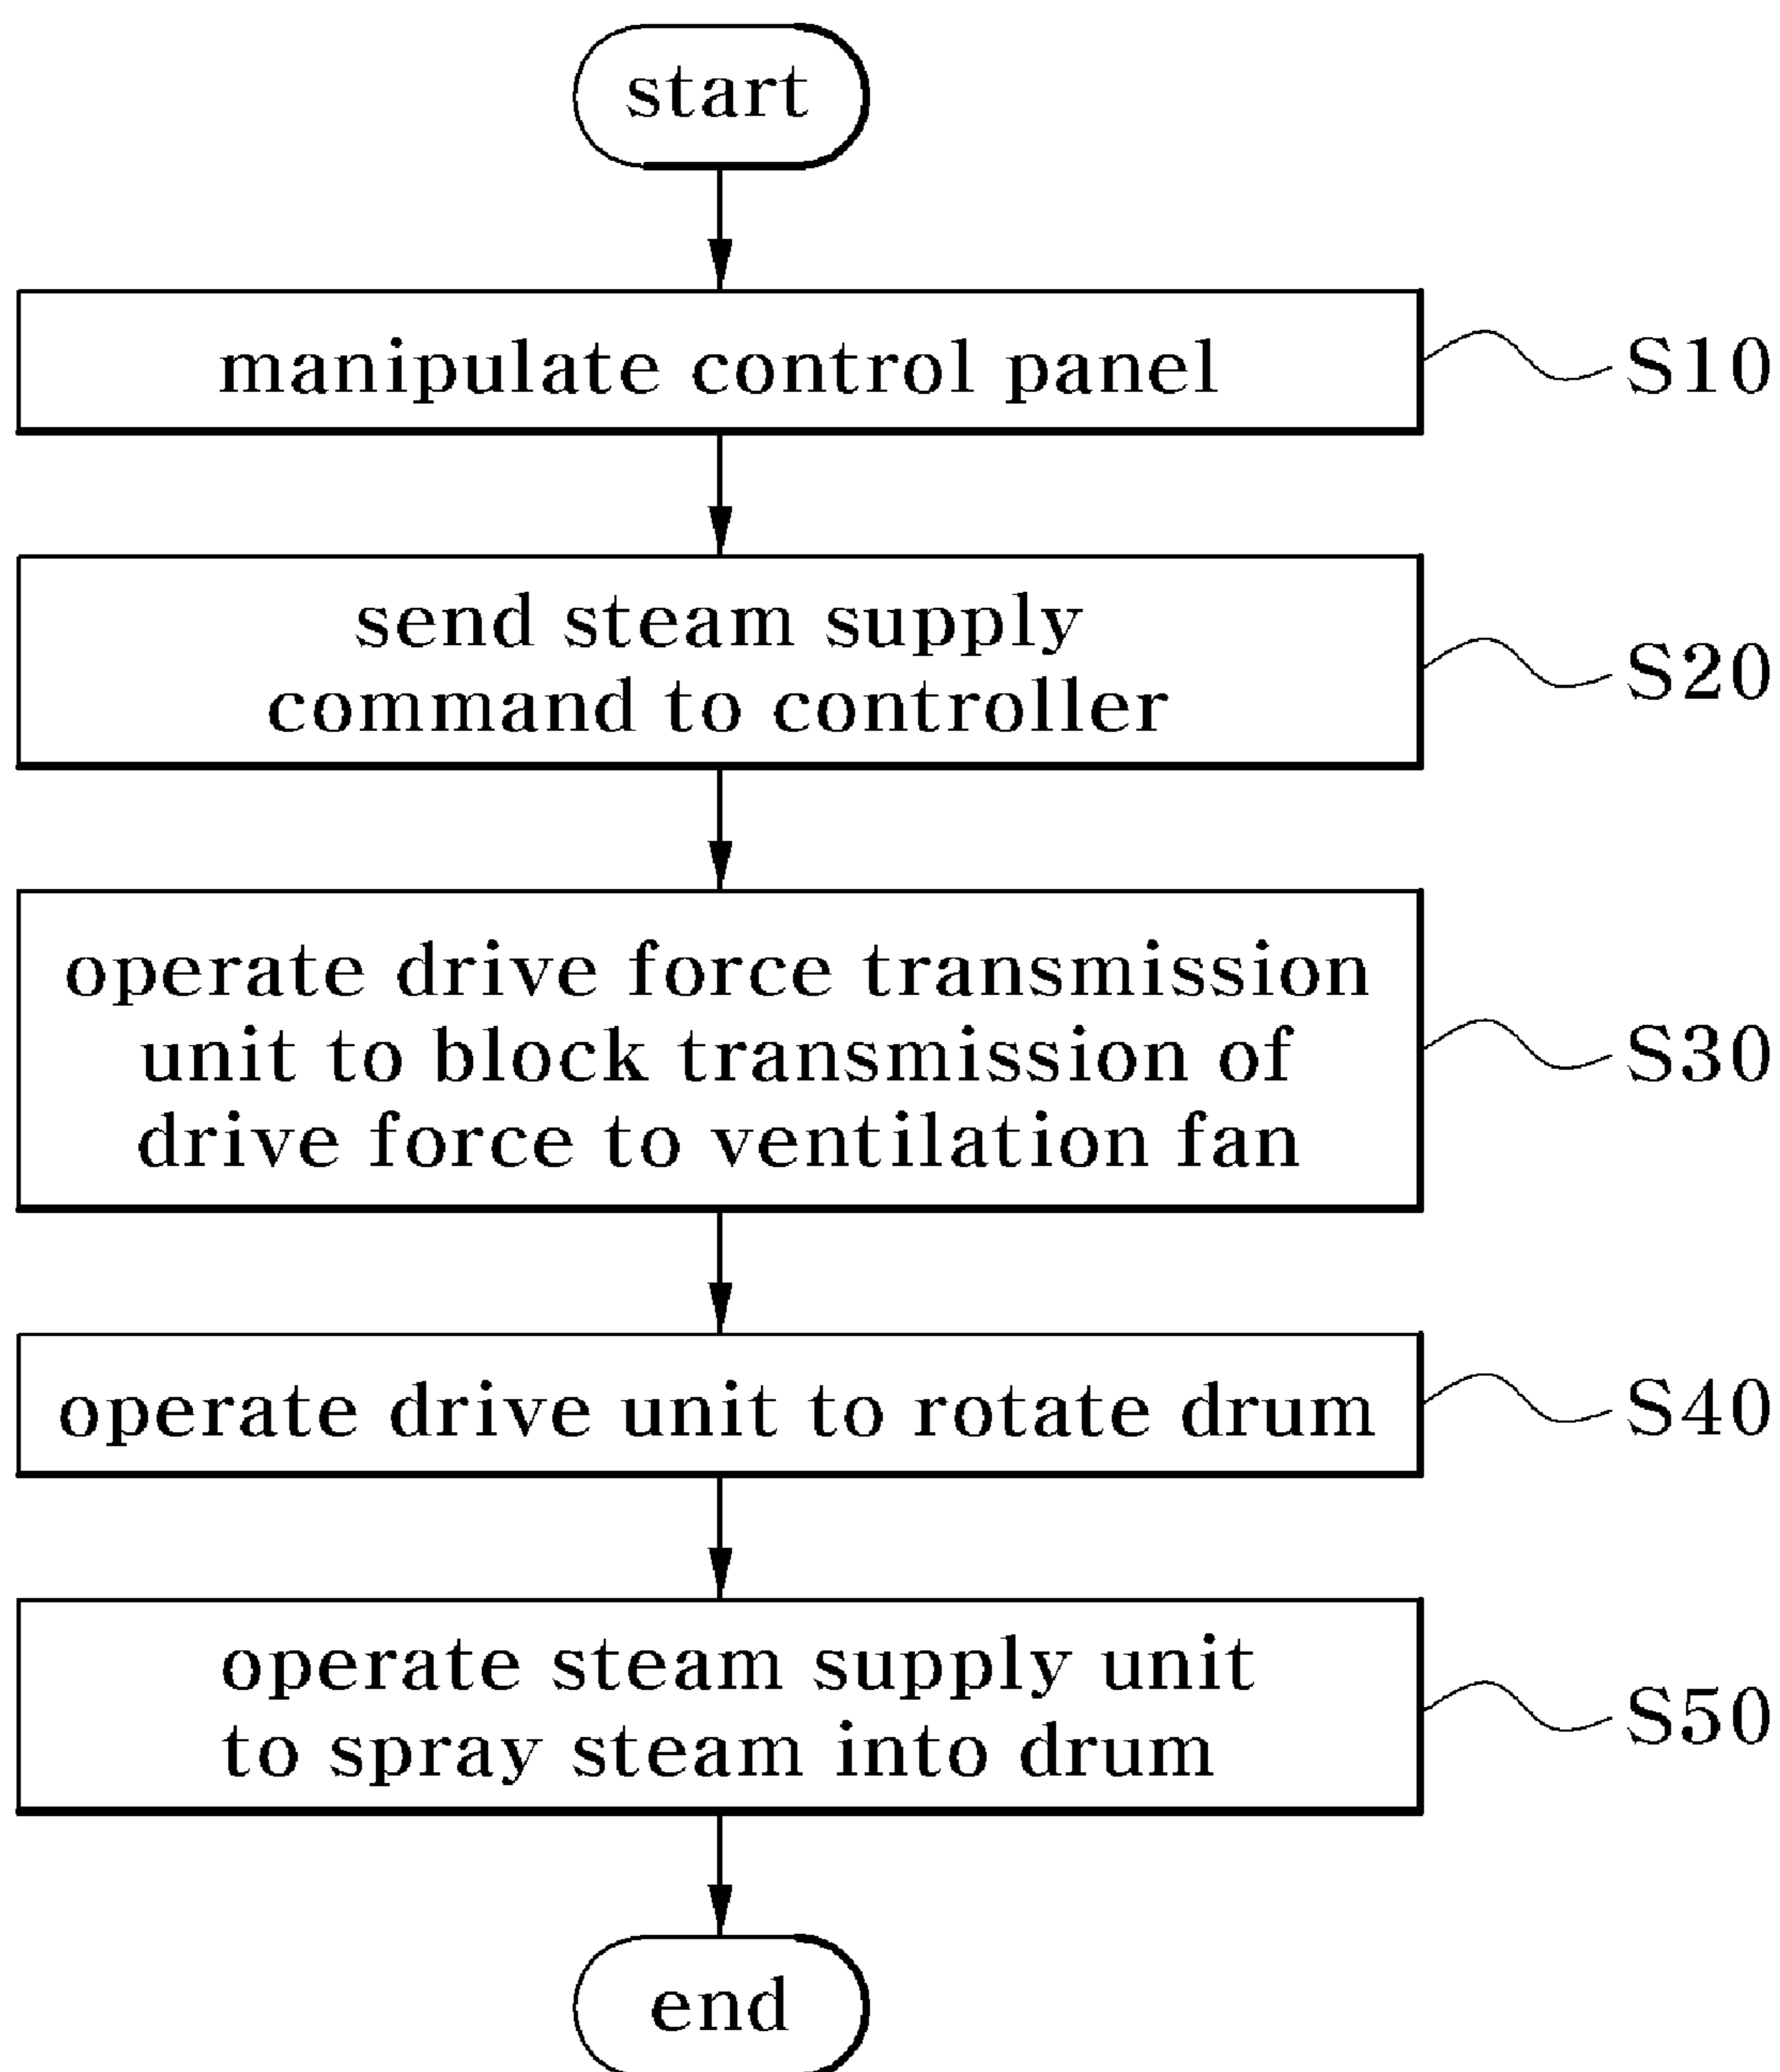 start
manipulate control panel
S10
send steam supply
command to controller
S20
operate drive force transmission
unit to block transmission of
drive force to ventilation fan
S30
operate drive unit to rotate drum
S40
operate steam supply unit
to spray steam into drum
S50
end